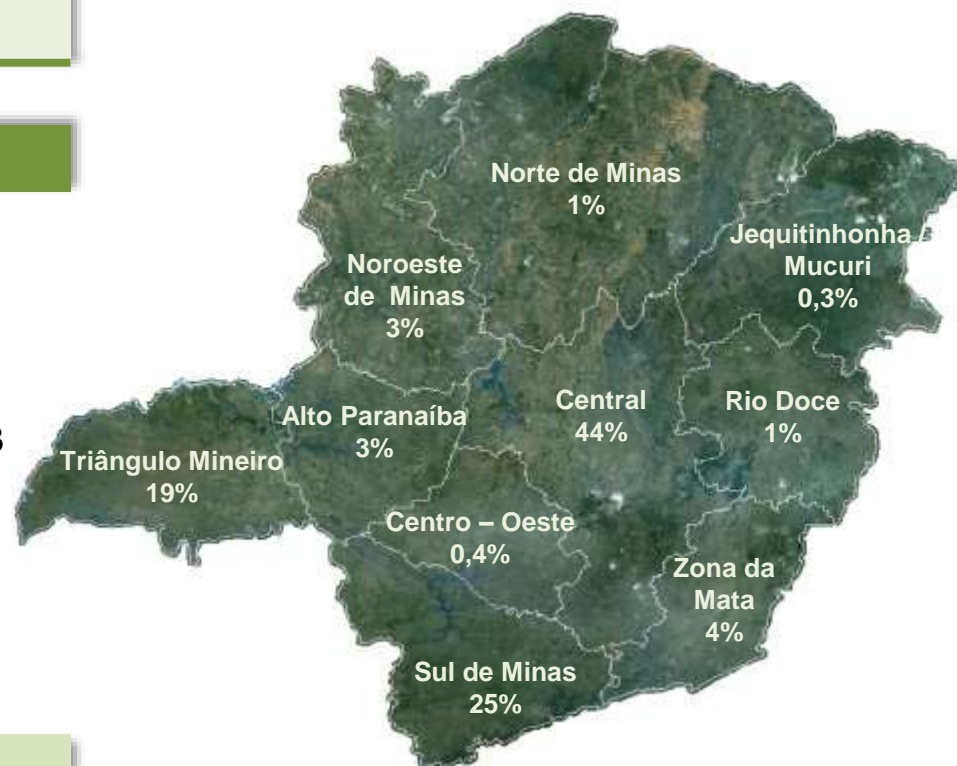 Norte de Minas
1%
Jequitinhonha /
Mucuri
0,3%
Noroeste
de Minas
3%
Central
44%
Rio Doce
1%
Alto Paranaíba
3%
Triângulo Mineiro
19%
Centro – Oeste
0,4%
Zona da
Mata
4%
Sul de Minas
25%